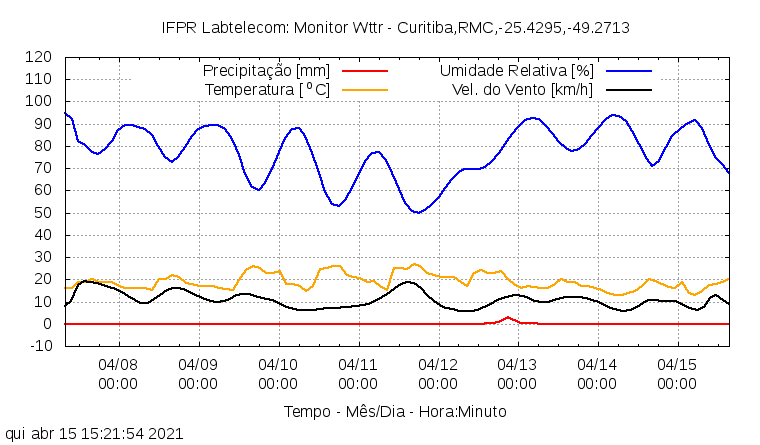 IFPR Labtelecom: Monitor Wttr - Curitiba,RMC,-25.4295,-49.2713
Precipitação [mm]
Temperatura [⁰C]
Umidade Relativa [%]
Vel. do Vento [km/h]
120
110
100
90
80
70
60
50
40
30
20
10
0
-10
04/08 04/09 04/10 04/11 04/12 04/13 04/14 04/15
00:00 00:00 00:00 00:00 00:00 00:00 00:00 00:00
Tempo - Mês/Dia - Hora:Minuto
qui abr 15 15:21:54 2021